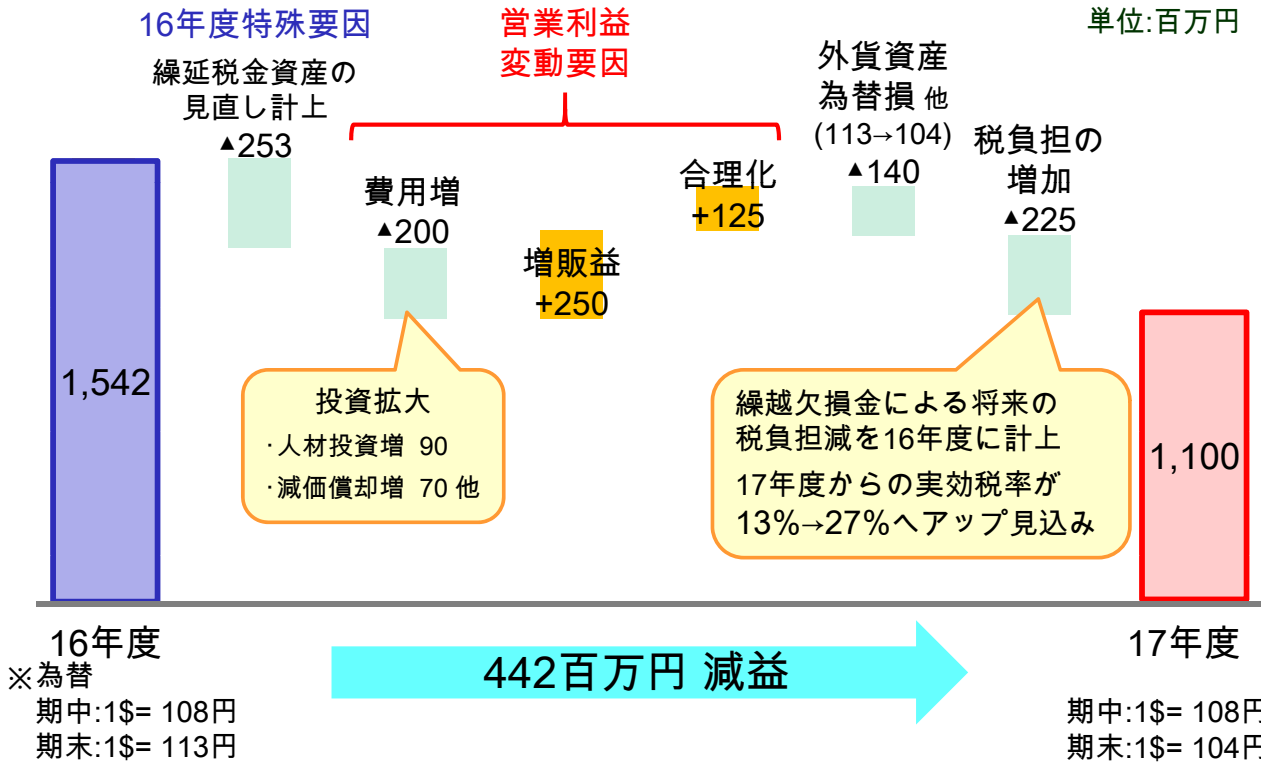 16年度特殊要因
営業利益
変動要因
単位:百万円
繰延税金資産の
見直し計上
▲253
費用増
▲200
増販益
+250
合理化
+125
外貨資産
為替損 他
(113→104)
▲140
税負担の
増加
▲225
1,542
投資拡大
・人材投資増 90
・減価償却増 70 他
繰越欠損金による将来の
税負担減を16年度に計上
17年度からの実効税率が
13%→27%へアップ見込み
1,100
16年度
442百万円 減益
17年度
※為替
期中:1$= 108円
期末:1$= 113円
期中:1$= 108円
期末:1$= 104円